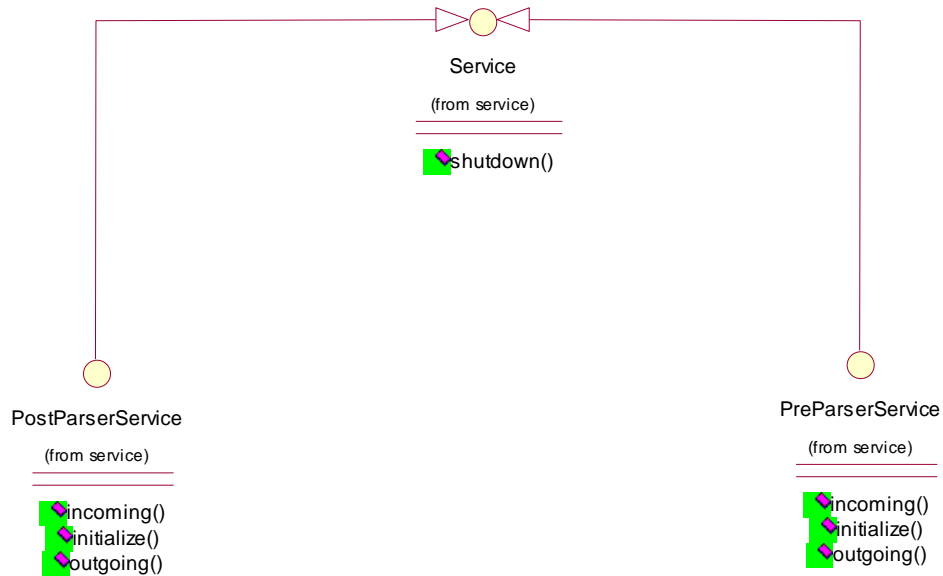 Service
(from service)
shutdown()
PostParserService
(from service)
incoming()
initialize()
outgoing()
PreParserService
(from service)
incoming()
initialize()
outgoing()